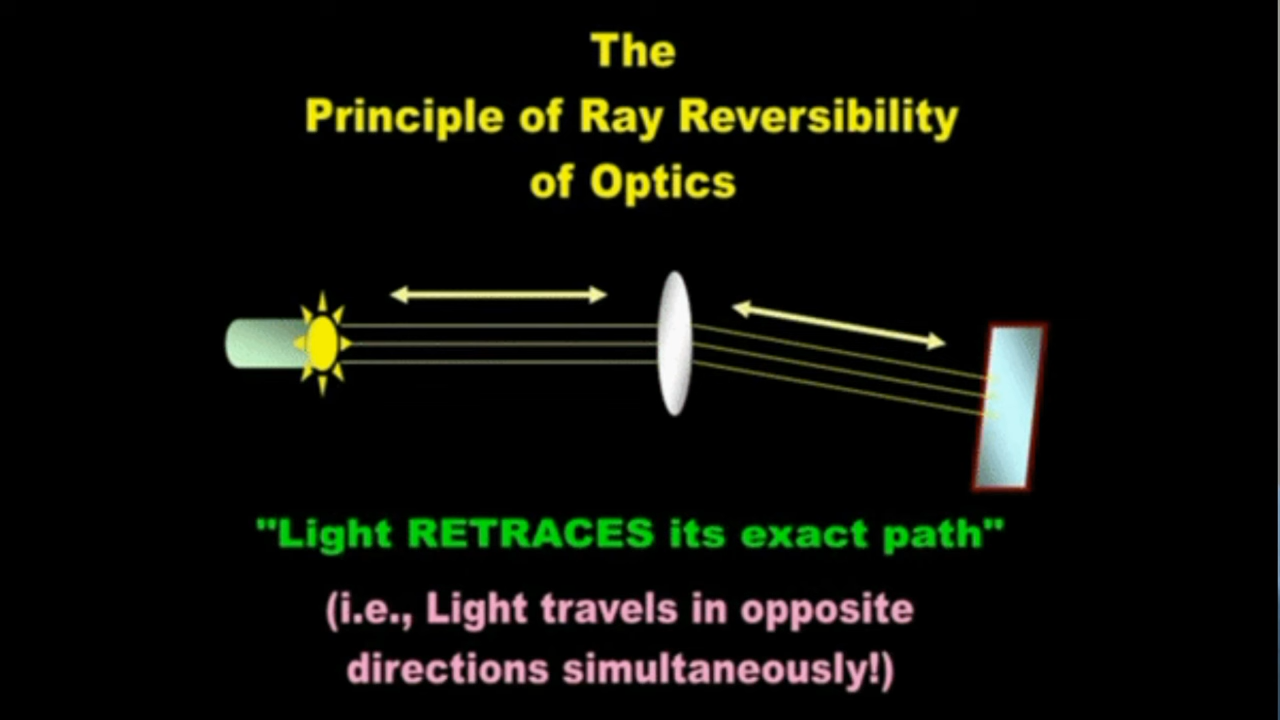 The
Principle of Ray Reversibility
of Optics
"Light RETRACES its exact path"
(i.e., Light travels in opposite
directions simultaneously!)